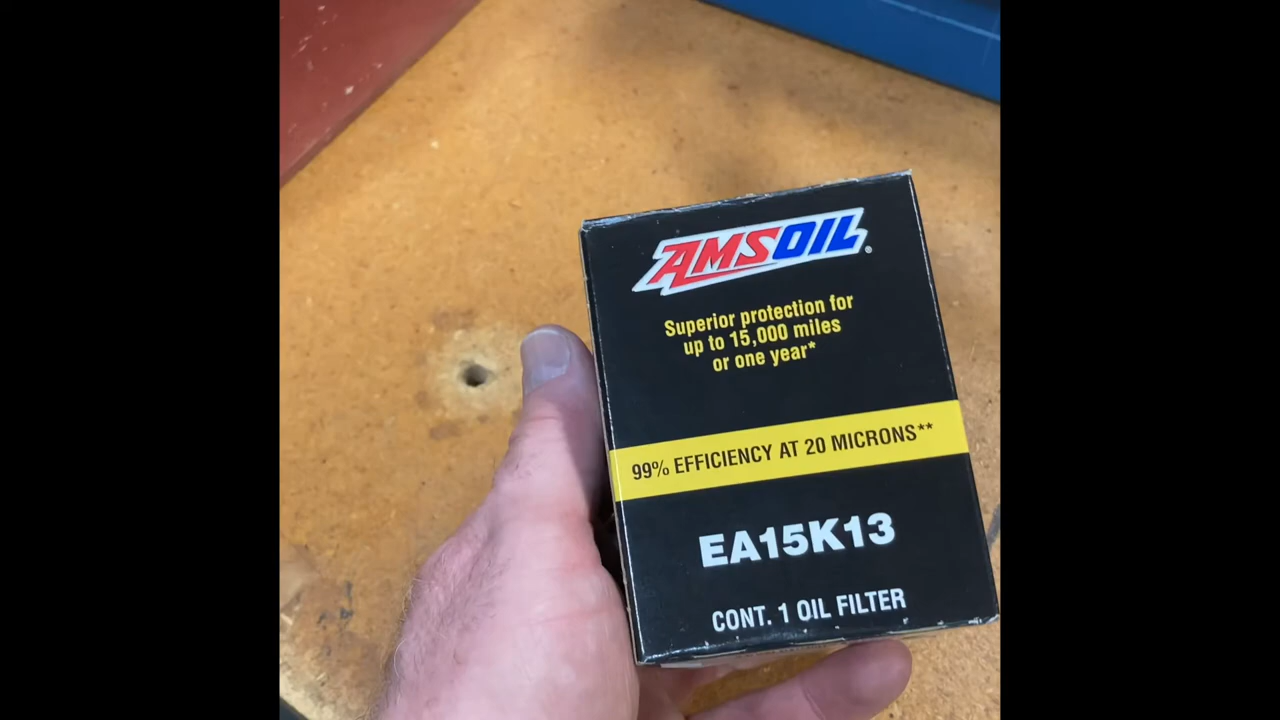 AMSOIL®
Superior protection for
up to 15,000 miles
or one year*
99% EFFICIENCY AT 20 MICRONS**
EA15K13
CONT. 1 OIL FILTER